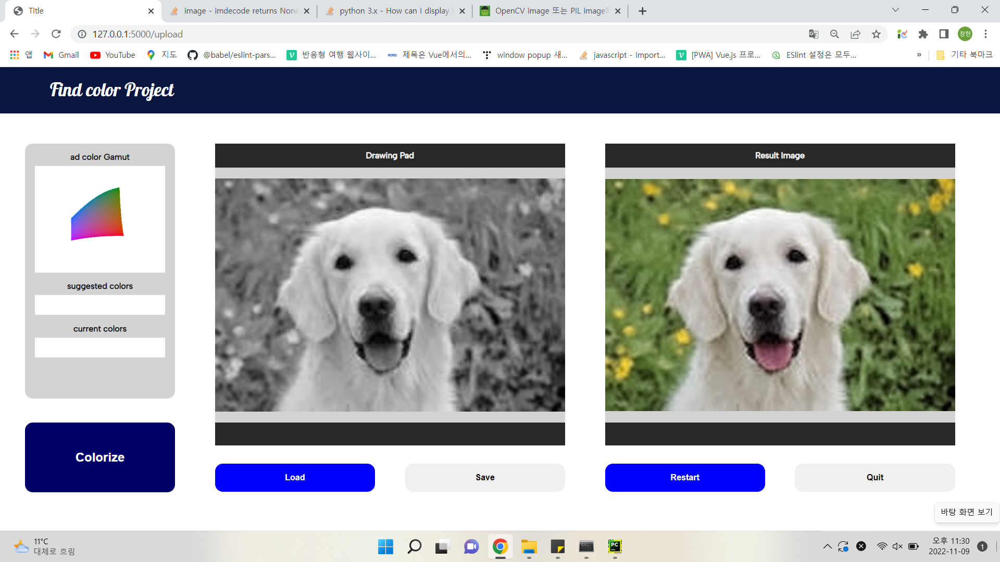 Title
image - imdecode returns None
python 3.x - How can I display
OpenCV image 또는 PIL image
127.0.0.1:5000/upload
창헌
앱
Gmail
YouTube
지도
@babel/eslint-pars...
반응형 여행 웹사이...
제목은 Vue에서의...
window popup 새...
javascript - Import...
[PWA] Vue.js 프로...
ESlint 설정은 모두...
»
기타 북마크
Find color Project
ad color Gamut
suggested colors
current colors
Colorize
Drawing Pad
Result Image
Load
Save
Restart
Quit
바탕 화면 보기
11°C
대체로 흐림
PC
오후 11:30
2022-11-09
1